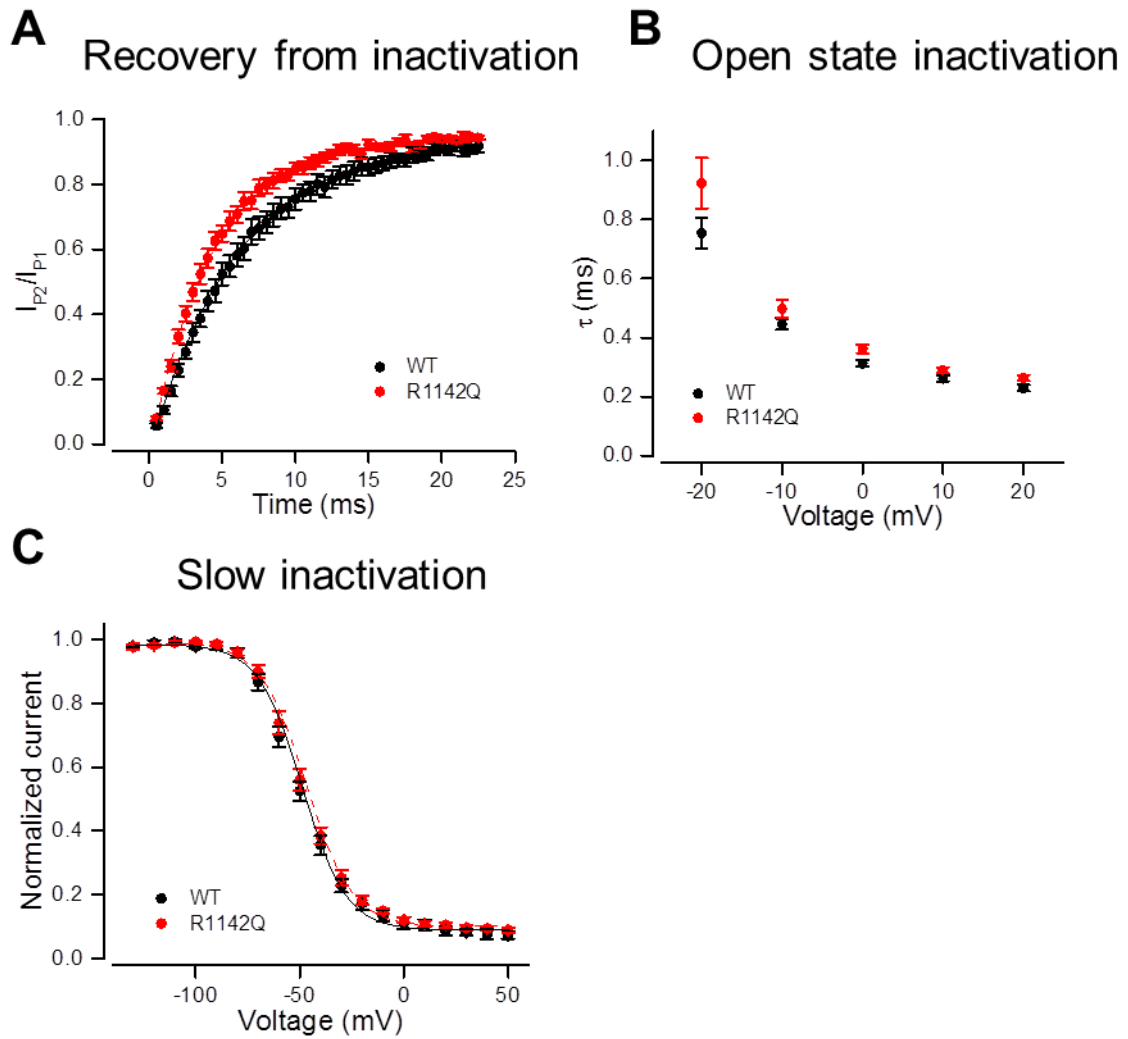 A
Recovery from inactivation
1.0
0.8
0.6
0.4
0.2
0.0
I_P2/I_P1
WT
R1142Q
0 5 10 15 20 25
Time (ms)
B
Open state inactivation
1.0
0.8
0.6
0.4
0.2
0.0
τ (ms)
WT
R1142Q
-20 -10 0 10 20
Voltage (mV)
C
Slow inactivation
1.0
0.8
0.6
0.4
0.2
0.0
Normalized current
WT
R1142Q
-100 -50 0 50
Voltage (mV)